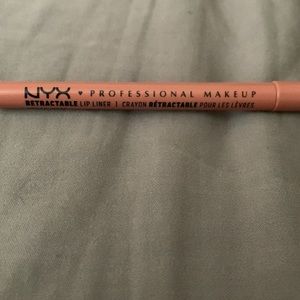 NYX ♥ PROFESSIONAL MAKEUP
RETRACTABLE LIP LINER | CRAYON RÉTRACTABLE POUR LES LÈVRES